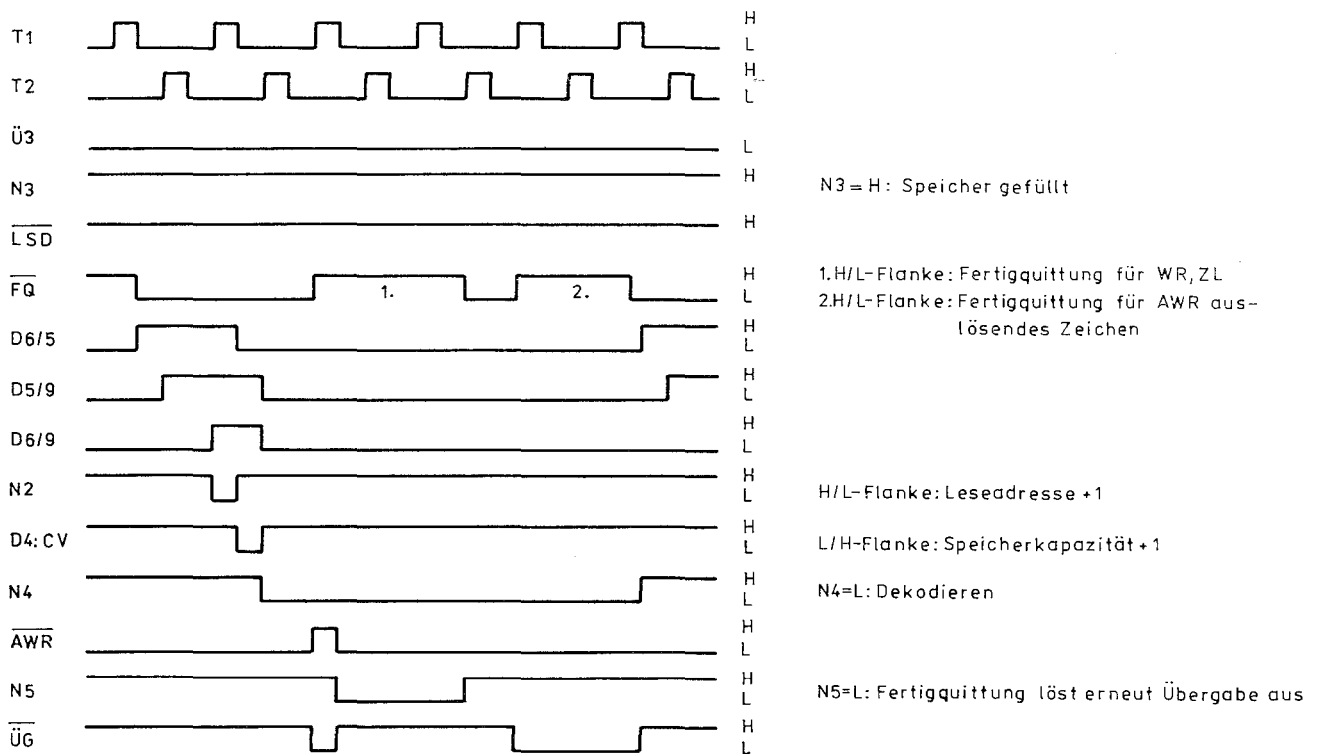 T1 H
L
T2 H
L
Ü3 L
N3 H N3=H: Speicher gefüllt
LSD H
FQ 1. 2. H 1.H/L-Flanke: Fertigquittung für WR, ZL
L 2.H/L-Flanke: Fertigquittung für AWR aus-
lösendes Zeichen
D6/5 H
L
D5/9 H
L
D6/9 H
L
N2 H
L H/L-Flanke: Leseadresse +1
D4: CV H
L L/H-Flanke: Speicherkapazität +1
N4 H
L N4=L: Dekodieren
AWR H
L
N5 H
L N5=L: Fertigquittung löst erneut Übergabe aus
ÜG H
L